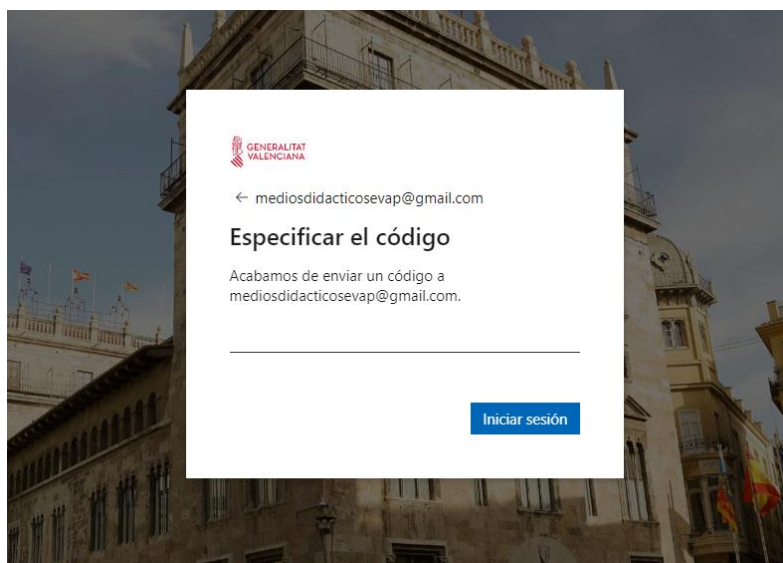 GENERALITAT
VALENCIANA
← mediosdidacticosevap@gmail.com
Especificar el código
Acabamos de enviar un código a
mediosdidacticosevap@gmail.com.
Iniciar sesión